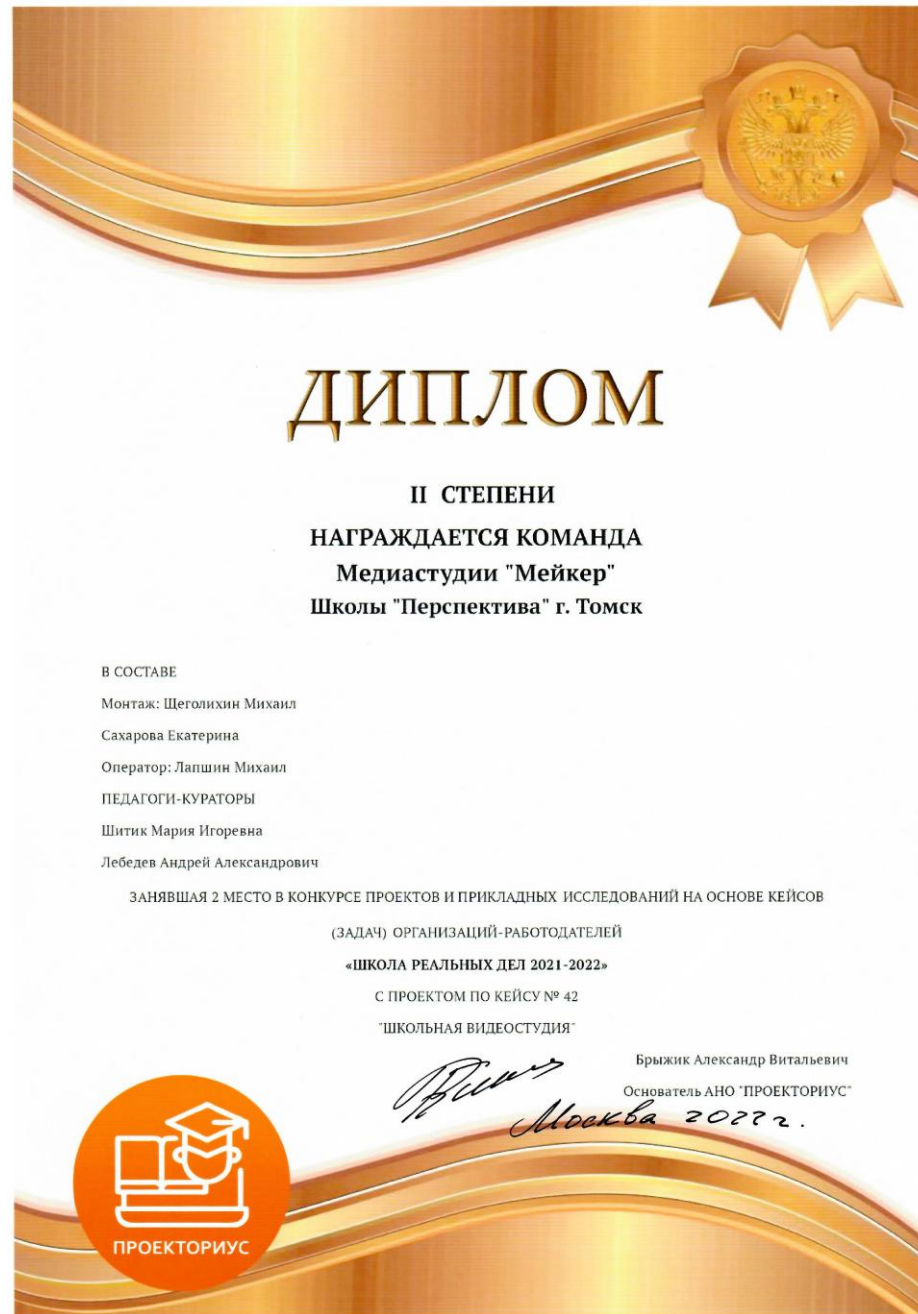 ДИПЛОМ
II СТЕПЕНИ
НАГРАЖДАЕТСЯ КОМАНДА
Медиастудии "Мейкер"
Школы "Перспектива" г. Томск
В СОСТАВЕ
Монтаж: Щеголихин Михаил
Сахарова Екатерина
Оператор: Лапшин Михаил
ПЕДАГОГИ-КУРАТОРЫ
Шитик Мария Игоревна
Лебедев Андрей Александрович
ЗАНЯВШАЯ 2 МЕСТО В КОНКУРСЕ ПРОЕКТОВ И ПРИКЛАДНЫХ ИССЛЕДОВАНИЙ НА ОСНОВЕ КЕЙСОВ
(ЗАДАЧ) ОРГАНИЗАЦИЙ-РАБОТОДАТЕЛЕЙ
«ШКОЛА РЕАЛЬНЫХ ДЕЛ 2021-2022»
С ПРОЕКТОМ ПО КЕЙСУ № 42
"ШКОЛЬНАЯ ВИДЕОСТУДИЯ"
Брыжик Александр Витальевич
Основатель АНО "ПРОЕКТОРИУС"
Москва 2022 г.
ПРОЕКТОРИУС